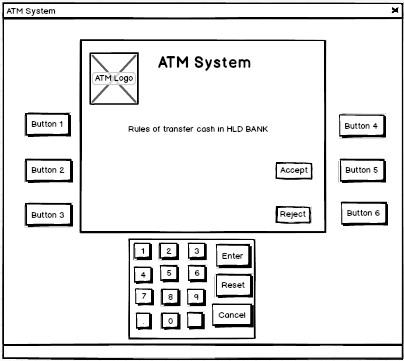 ATM System
ATM System
ATM Logo
Rules of transfer cash in HLD BANK
Button 1
Button 4
Accept
Button 2
Button 5
Reject
Button 3
Button 6
1 2 3 Enter
4 5 6
Reset
7 8 9
0 Cancel